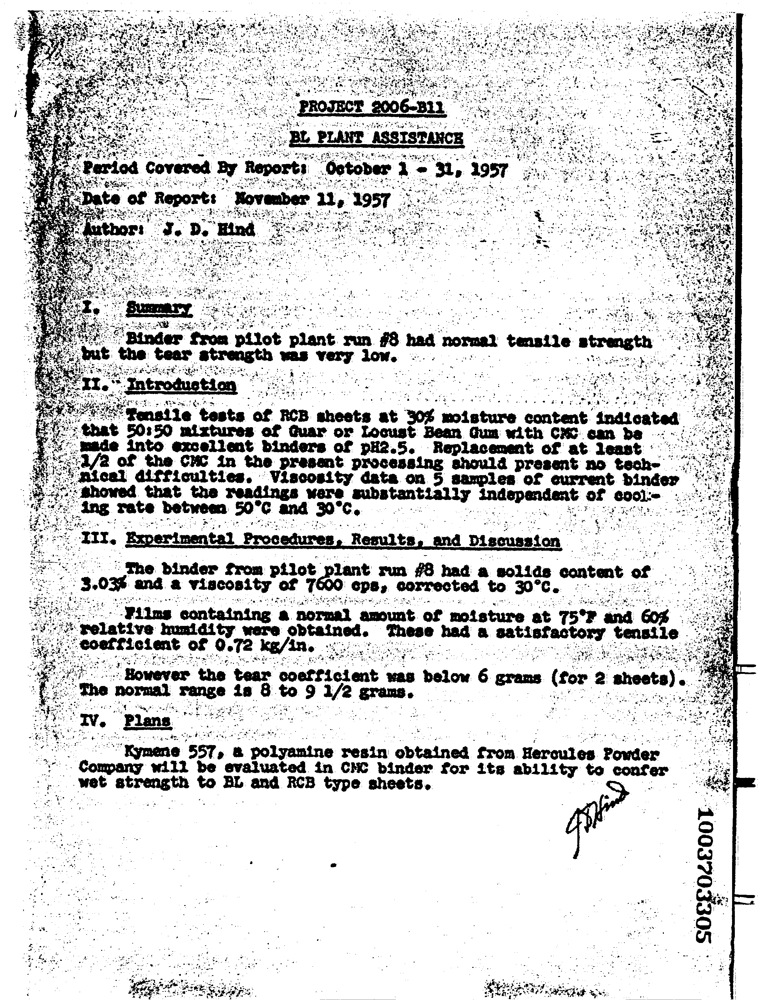 PROJECT 2006-B11
BL PLANT ASSISTANCE
Period Covered By Report: October 1 - 31, 1957
Date of Report: November 11, 1957
Author: J. D. Hind
I. Summary
Binder from pilot plant run #8 had normal tensile strength
but the tear strength was very low.
II. Introduction
Tensile tests of RCB sheets at 30% moisture content indicated
that 50:50 mixtures of Guar or Locust Bean Gum with CMC can be
made into excellent binders of pH2.5. Replacement of at least
1/2 of the CMC in the present processing should present no tech-
nical difficulties. Viscosity data on 5 samples of current binder
showed that the readings were substantially independent of cool-
ing rate between 50°C and 30°C.
III. Experimental Procedures, Results, and Discussion
The binder from pilot plant run #8 had a solids content of
3.03% and a viscosity of 7600 cps, corrected to 30°C.
Films containing a normal amount of moisture at 75°F and 60%
relative humidity were obtained. These had a satisfactory tensile
coefficient of 0.72 kg/in.
However the tear coefficient was below 6 grams (for 2 sheets).
The normal range is 8 to 9 1/2 grams.
IV. Plans
Kymene 557, a polyamine resin obtained from Hercules Powder
Company will be evaluated in CMC binder for its ability to confer
wet strength to BL and RCB type sheets.
JDHind
1003703305